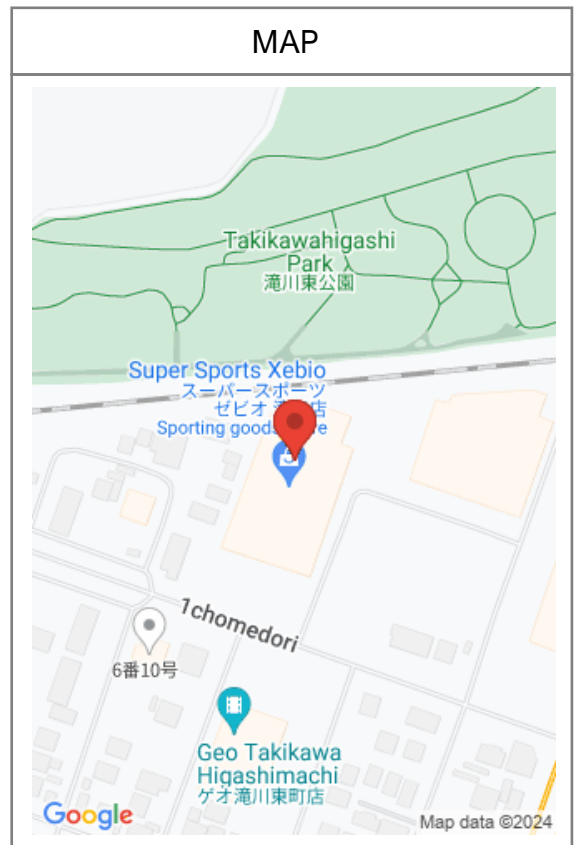 MAP
Takikawahigashi
Park
滝川東公園
Super Sports Xebio
スーパースポーツ
ゼビオ 店
Sporting goods
1chomedori
6番10号
Geo Takikawa
Higashimachi
ゲオ滝川東町店
Google
Map data ©2024